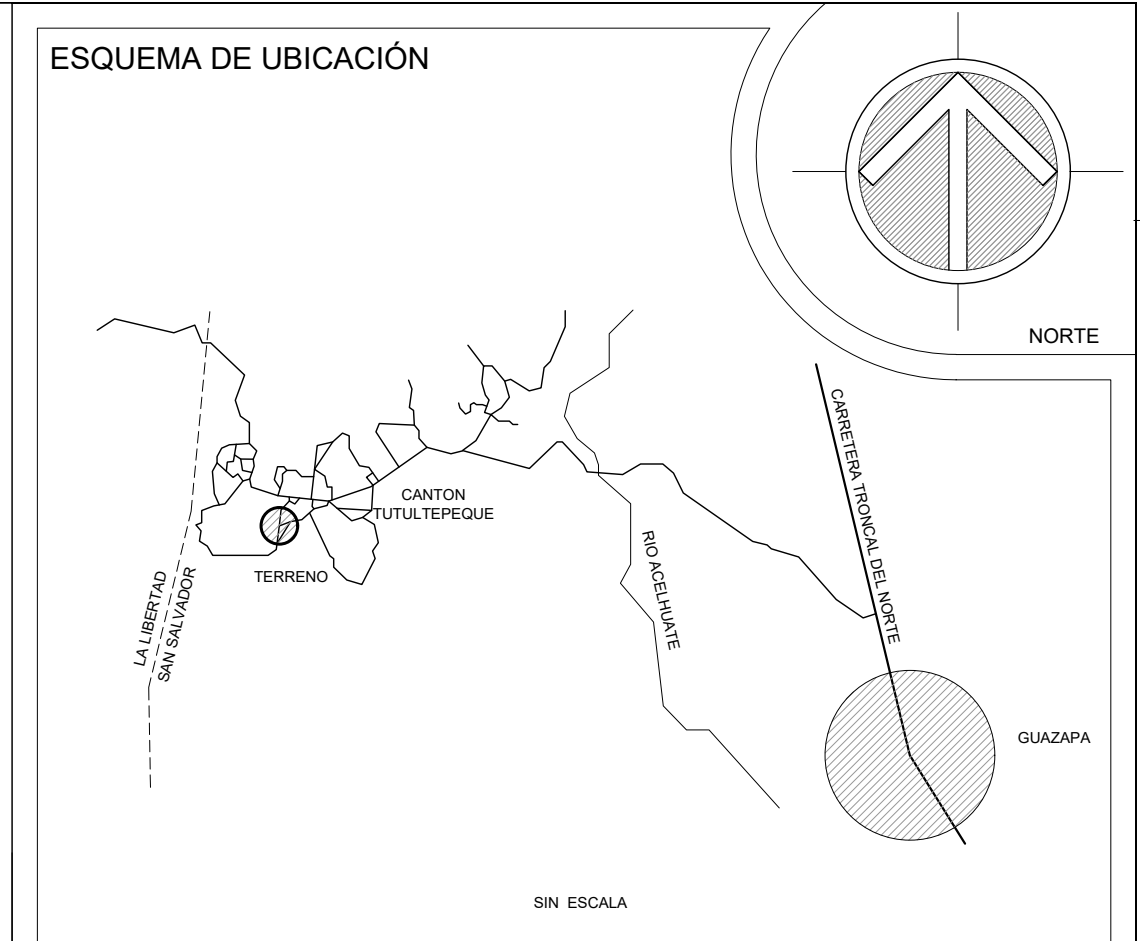 ESQUEMA DE UBICACIÓN
NORTE
CARRETERA TRONCAL DEL NORTE
CANTON
TUTULTEPEQUE
RIO ACELHUATE
TERRENO
LA LIBERTAD
SAN SALVADOR
GUAZAPA
SIN ESCALA